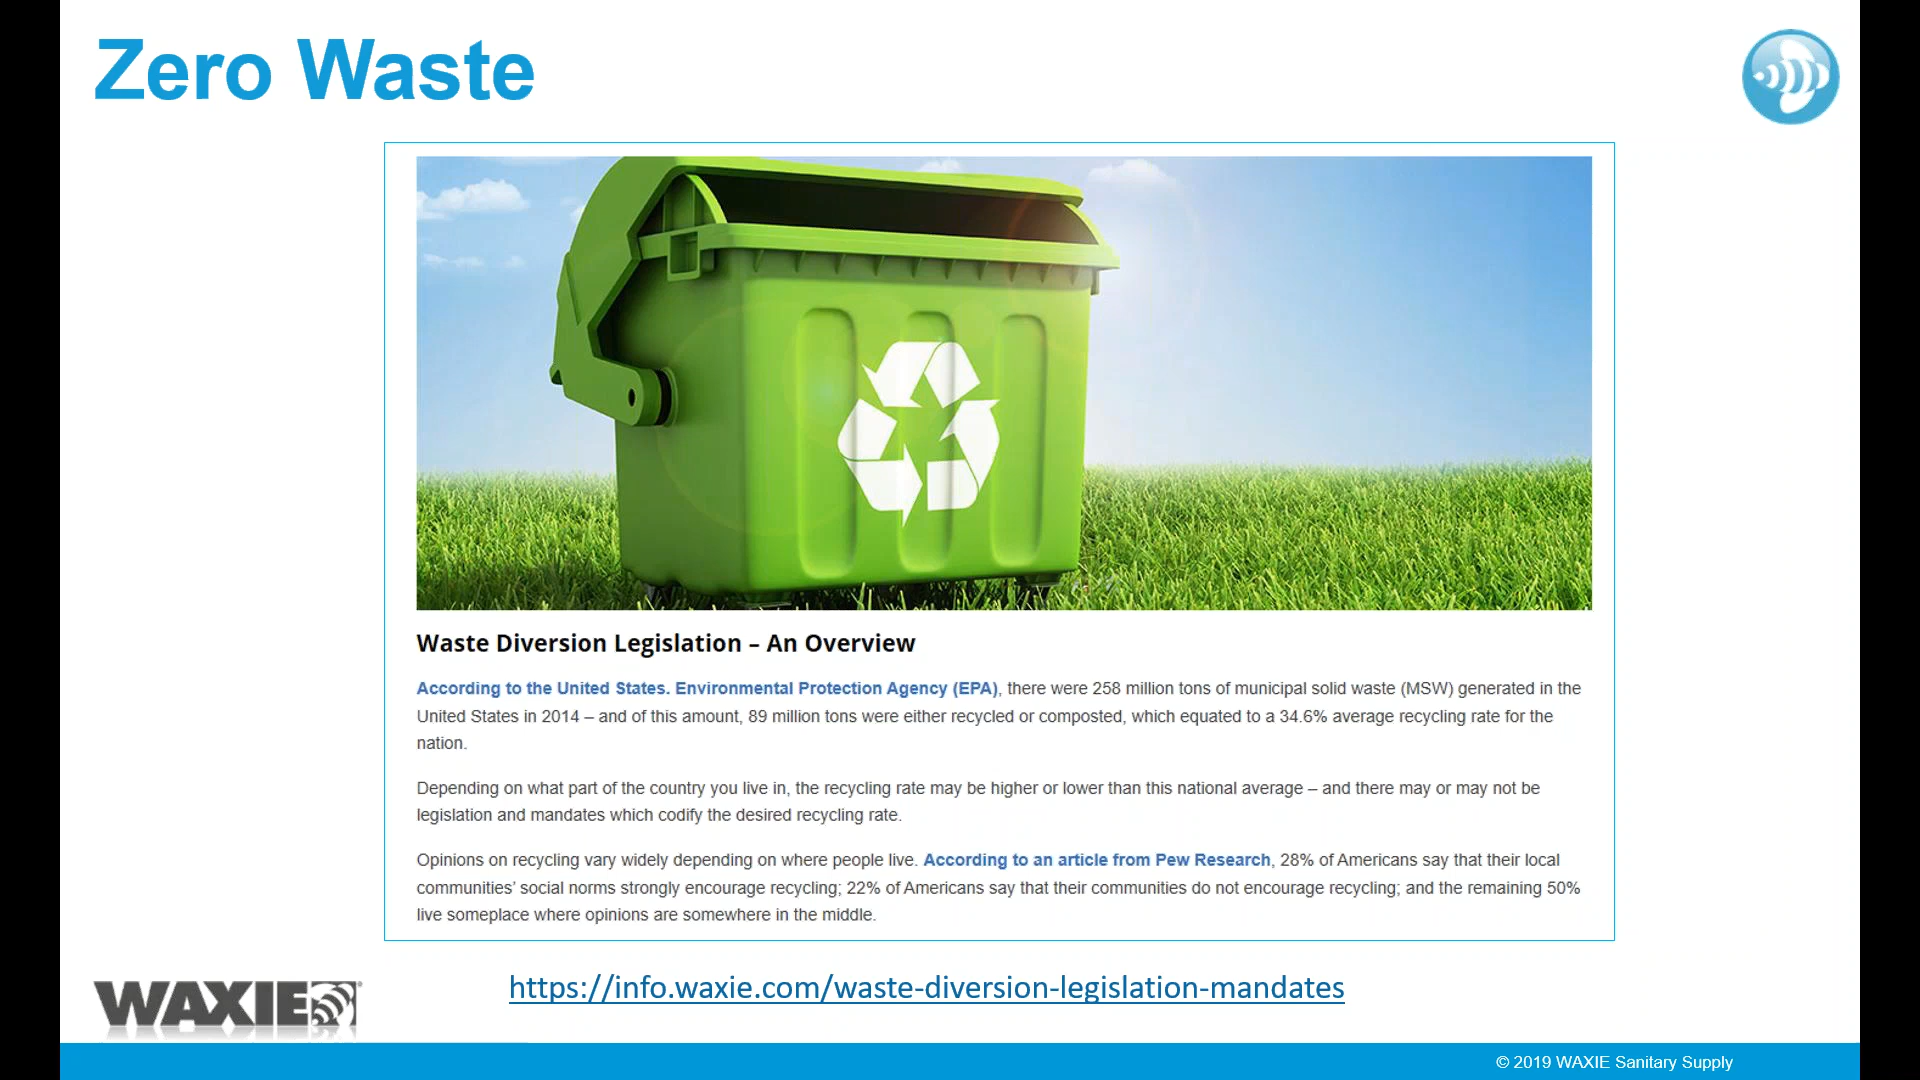 Zero Waste
Waste Diversion Legislation – An Overview
According to the United States. Environmental Protection Agency (EPA), there were 258 million tons of municipal solid waste (MSW) generated in the
United States in 2014 – and of this amount, 89 million tons were either recycled or composted, which equated to a 34.6% average recycling rate for the
nation.
Depending on what part of the country you live in, the recycling rate may be higher or lower than this national average – and there may or may not be
legislation and mandates which codify the desired recycling rate.
Opinions on recycling vary widely depending on where people live. According to an article from Pew Research, 28% of Americans say that their local
communities' social norms strongly encourage recycling; 22% of Americans say that their communities do not encourage recycling; and the remaining 50%
live someplace where opinions are somewhere in the middle.
https://info.waxie.com/waste-diversion-legislation-mandates
WAXIE
© 2019 WAXIE Sanitary Supply